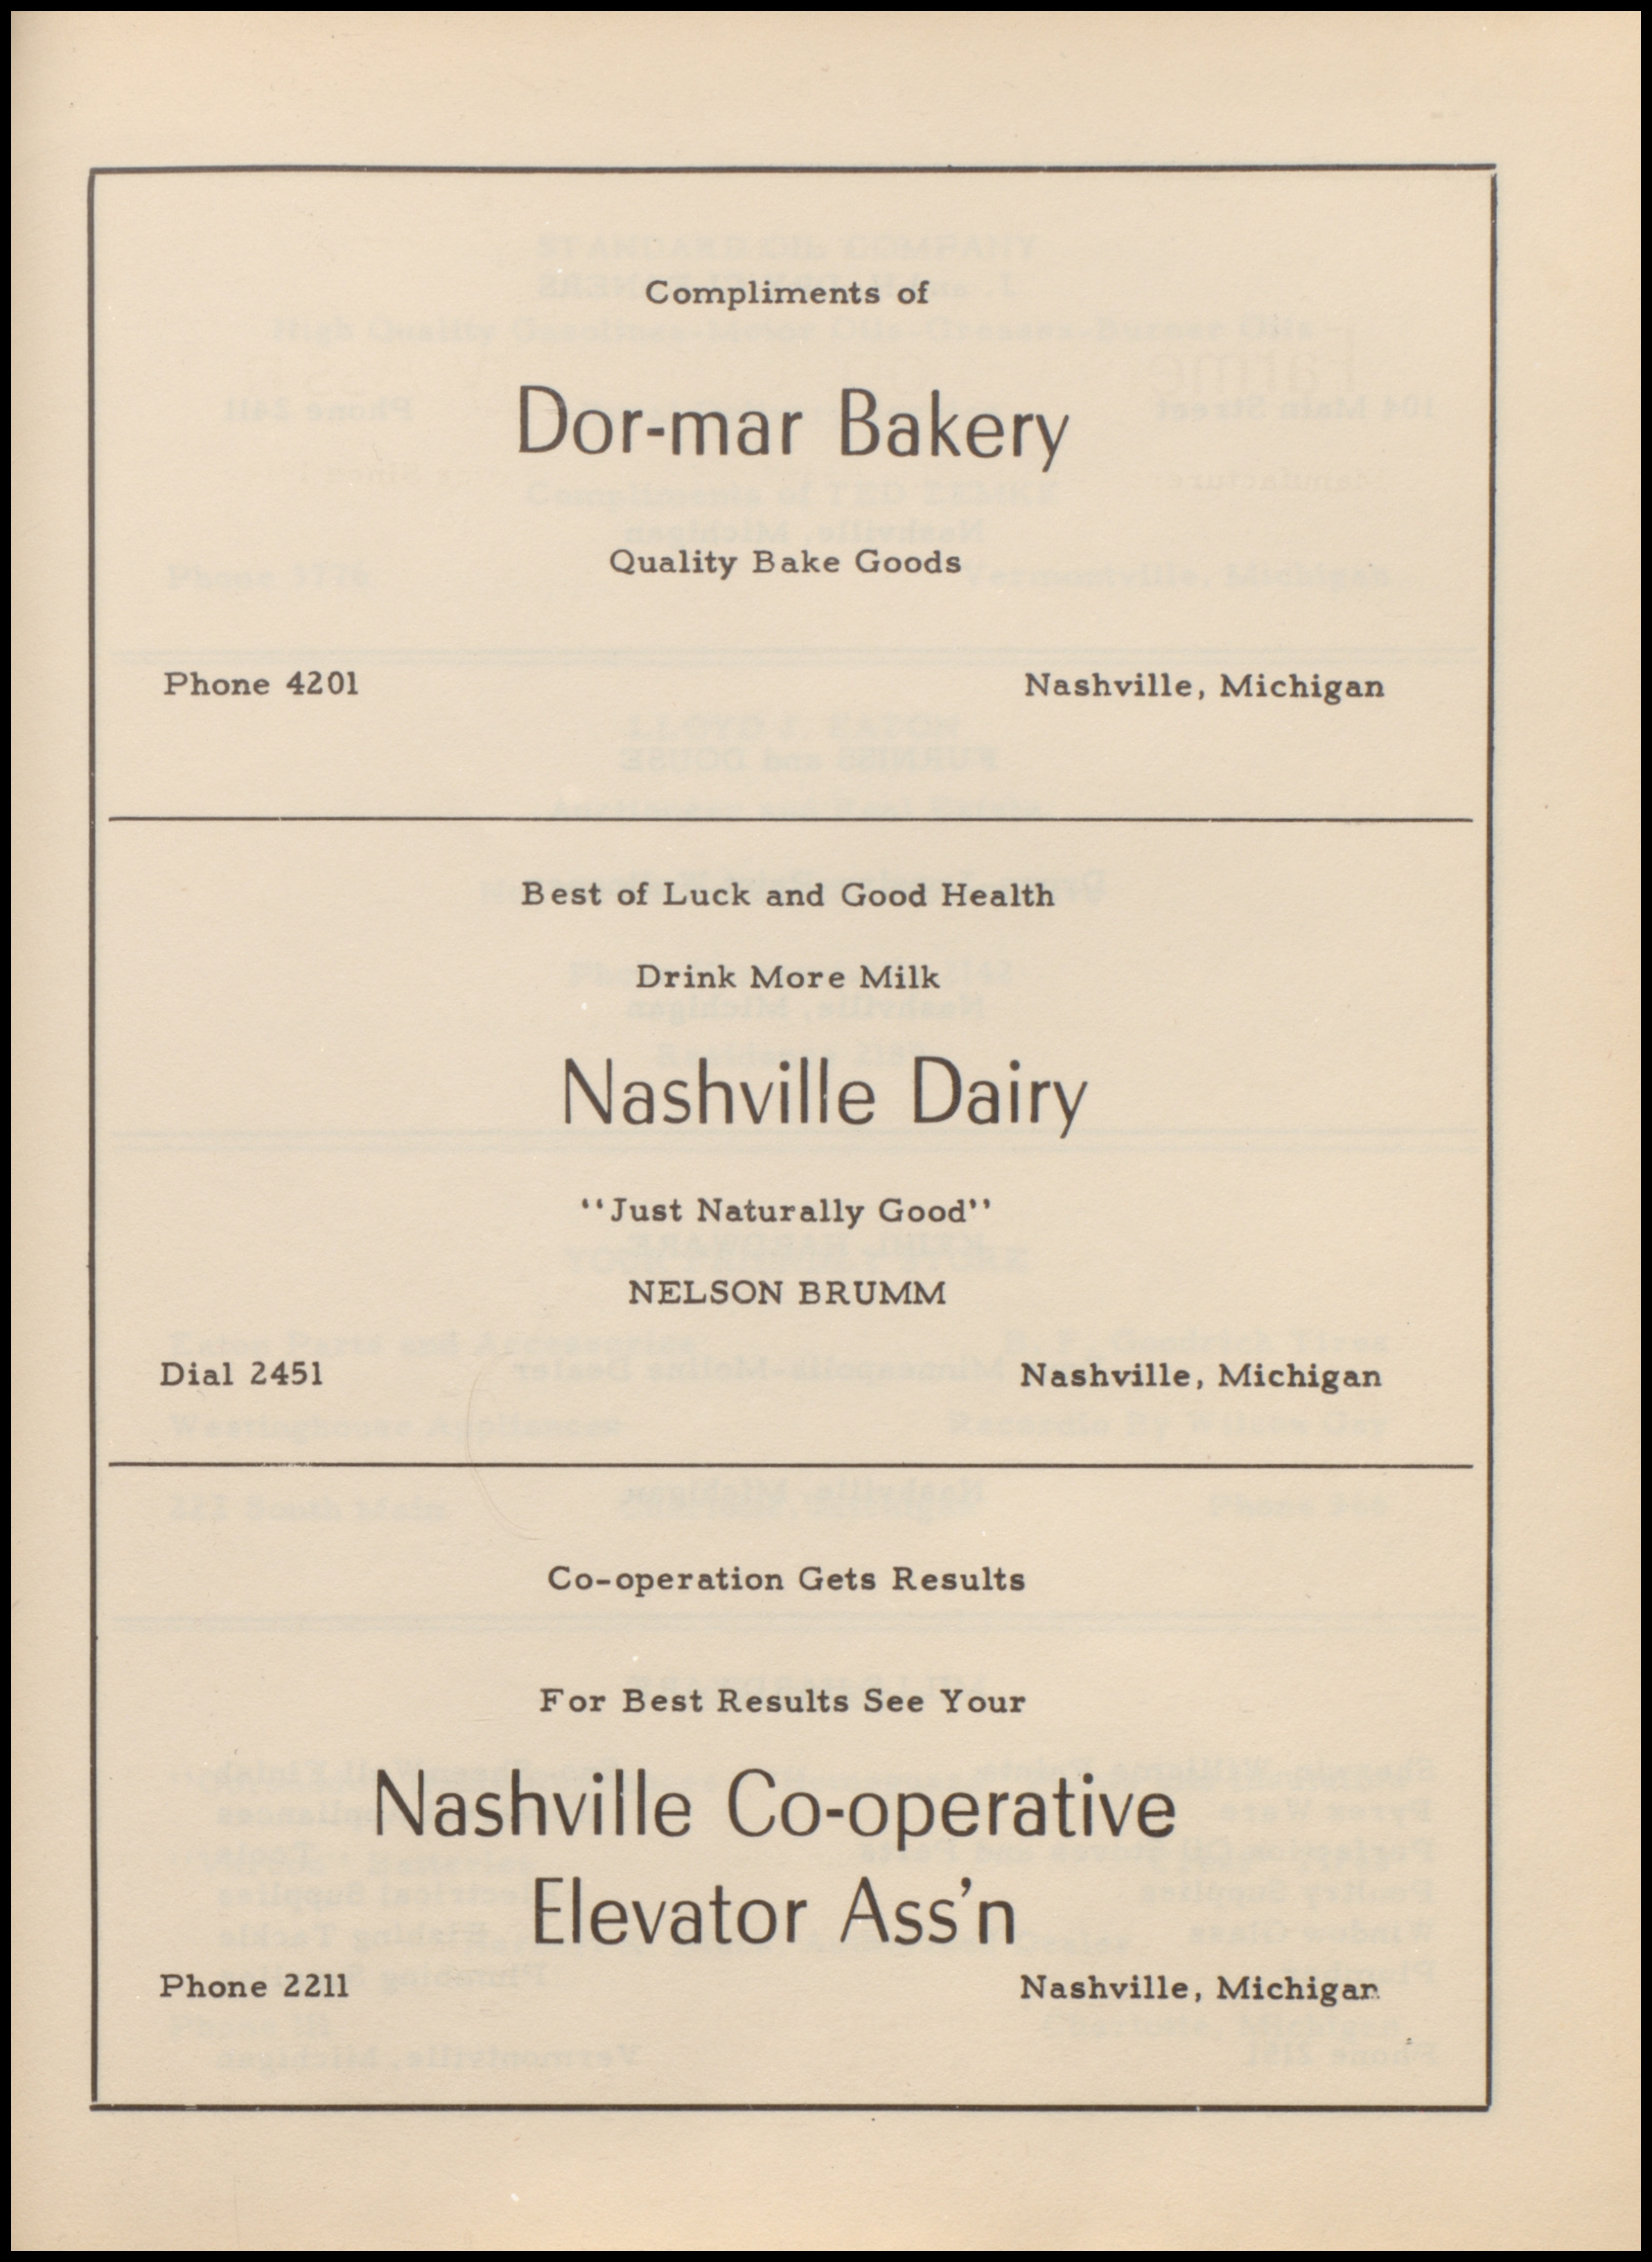 Compliments of
Dor-mar Bakery
Quality Bake Goods
Phone 4201 Nashville, Michigan
Best of Luck and Good Health
Drink More Milk
Nashville Dairy
"Just Naturally Good"
NELSON BRUMM
Dial 2451 Nashville, Michigan
Co-operation Gets Results
For Best Results See Your
Nashville Co-operative
Elevator Ass'n
Phone 2211 Nashville, Michigan